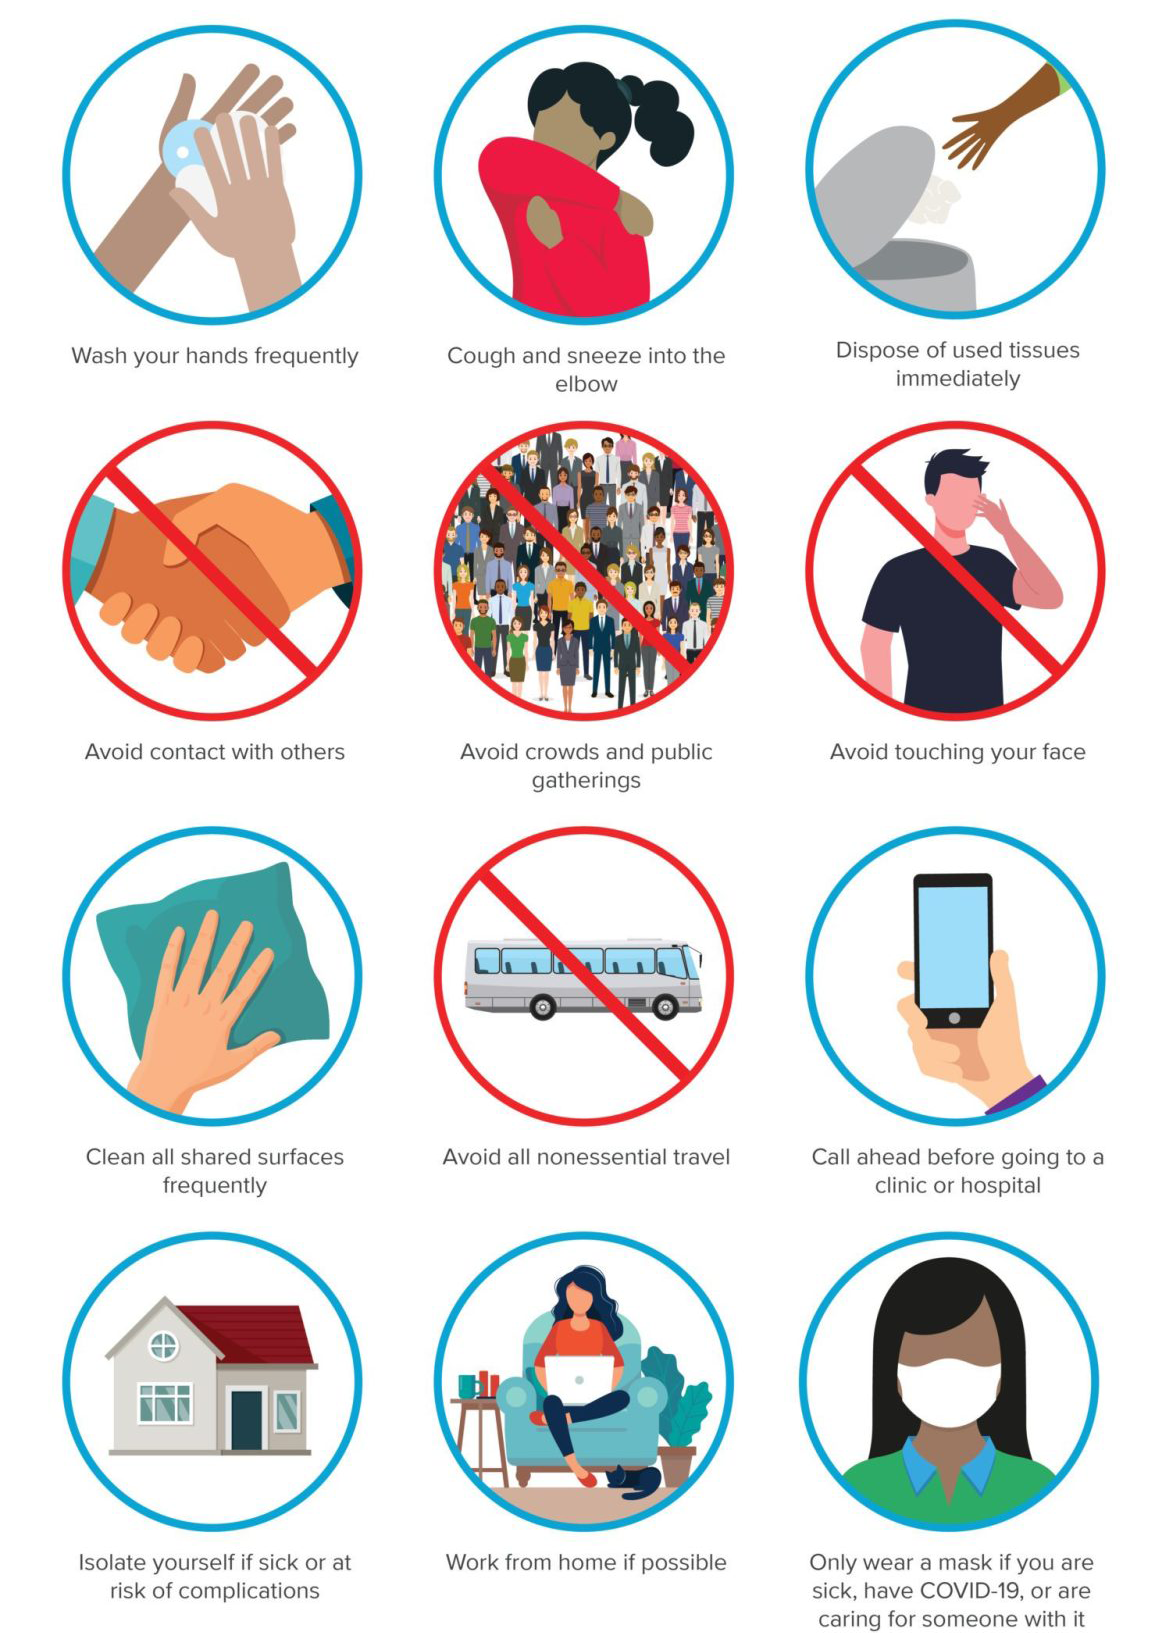 Wash your hands frequently
Cough and sneeze into the
elbow
Dispose of used tissues
immediately
Avoid contact with others
Avoid crowds and public
gatherings
Avoid touching your face
Clean all shared surfaces
frequently
Avoid all nonessential travel
Call ahead before going to a
clinic or hospital
Isolate yourself if sick or at
risk of complications
Work from home if possible
Only wear a mask if you are
sick, have COVID-19, or are
caring for someone with it